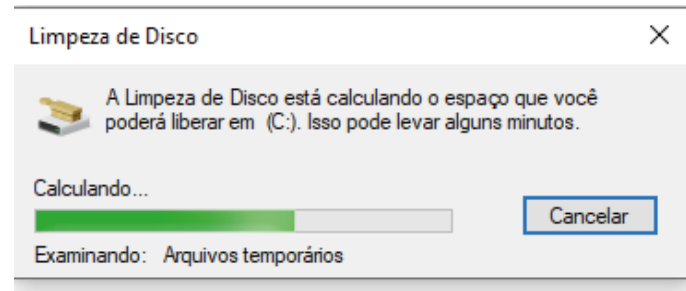 Limpeza de Disco
A Limpeza de Disco está calculando o espaço que você
poderá liberar em (C:). Isso pode levar alguns minutos.
Calculando...
Cancelar
Examinando: Arquivos temporários